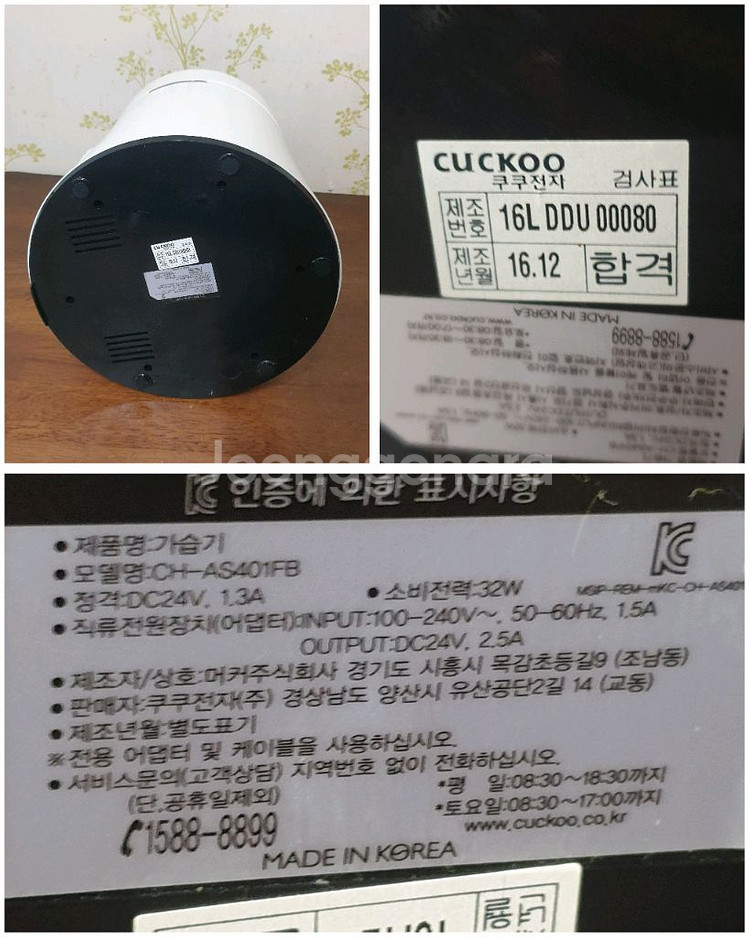 cuckoo
쿠쿠전자 검사표
제조번호 16L DDU 00080
제조년월 16.12 합격
MADE IN KOREA
www.cuckoo.co.kr
1588-8899
joonggonara
인증에 의한 표시사항
• 제품명:가습기
• 모델명:CH-AS401FB
• 정격:DC24V, 1.3A • 소비전력:32W
• 직류전원장치(어댑터):INPUT:100-240V~, 50-60Hz, 1.5A
OUTPUT:DC24V, 2.5A
• 제조자/상호:머커주식회사 경기도 시흥시 목감초등길9 (조남동)
• 판매자:쿠쿠전자(주) 경상남도 양산시 유산공단2길 14 (교동)
• 제조년월:별도표기
※전용 어댑터 및 케이블을 사용하십시오.
• 서비스문의(고객상담) 지역번호 없이 전화하십시오.
(단,공휴일제외) *평 일:08:30~18:30까지
*토요일:08:30~17:00까지
1588-8899 www.cuckoo.co.kr
MADE IN KOREA